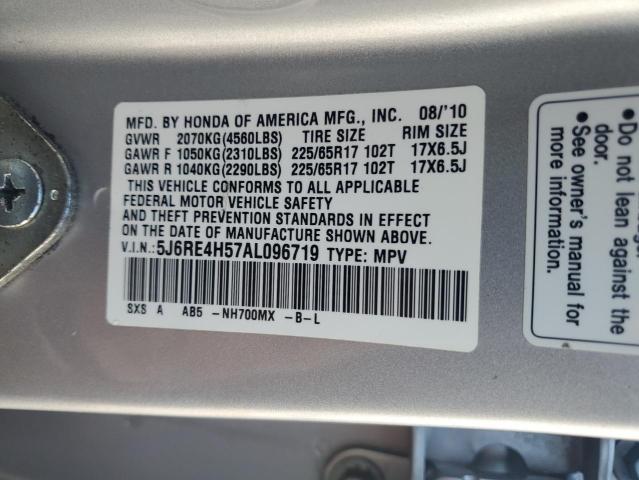 MFD. BY HONDA OF AMERICA MFG., INC. 08/'10
GVWR 2070KG(4560LBS) TIRE SIZE RIM SIZE
GAWR F 1050KG(2310LBS) 225/65R17 102T 17X6.5J
GAWR R 1040KG(2290LBS) 225/65R17 102T 17X6.5J
THIS VEHICLE CONFORMS TO ALL APPLICABLE
FEDERAL MOTOR VEHICLE SAFETY
AND THEFT PREVENTION STANDARDS IN EFFECT
ON THE DATE OF MANUFACTURE SHOWN ABOVE.
V.I.N.: 5J6RE4H57AL096719 TYPE: MPV
SXS A AB5 -NH700MX -B-L
• Do not lean against the
door.
• See owner's manual for
more information.